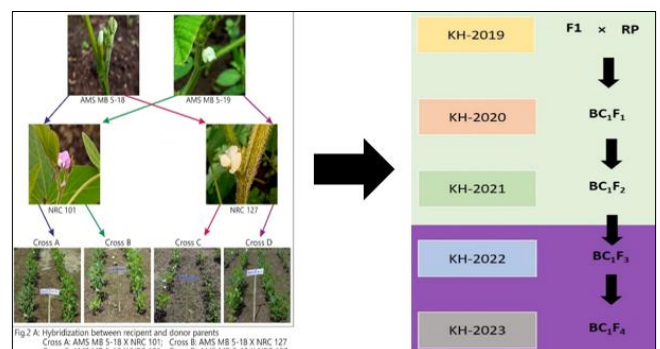 AMS MB 5-18
AMS MB 5-19
NRC 101
NRC 127
Cross A
Cross B
Cross C
Cross D
Fig.2 A: Hybridization between recipent and donor parents
Cross A: AMS MB 5-18 X NRC 101; Cross B: AMS MB 5-18 X NRC 127
KH-2019
F1 × RP
KH-2020
BC₁F₁
KH-2021
BC₁F₂
KH-2022
BC₁F₃
KH-2023
BC₁F₄